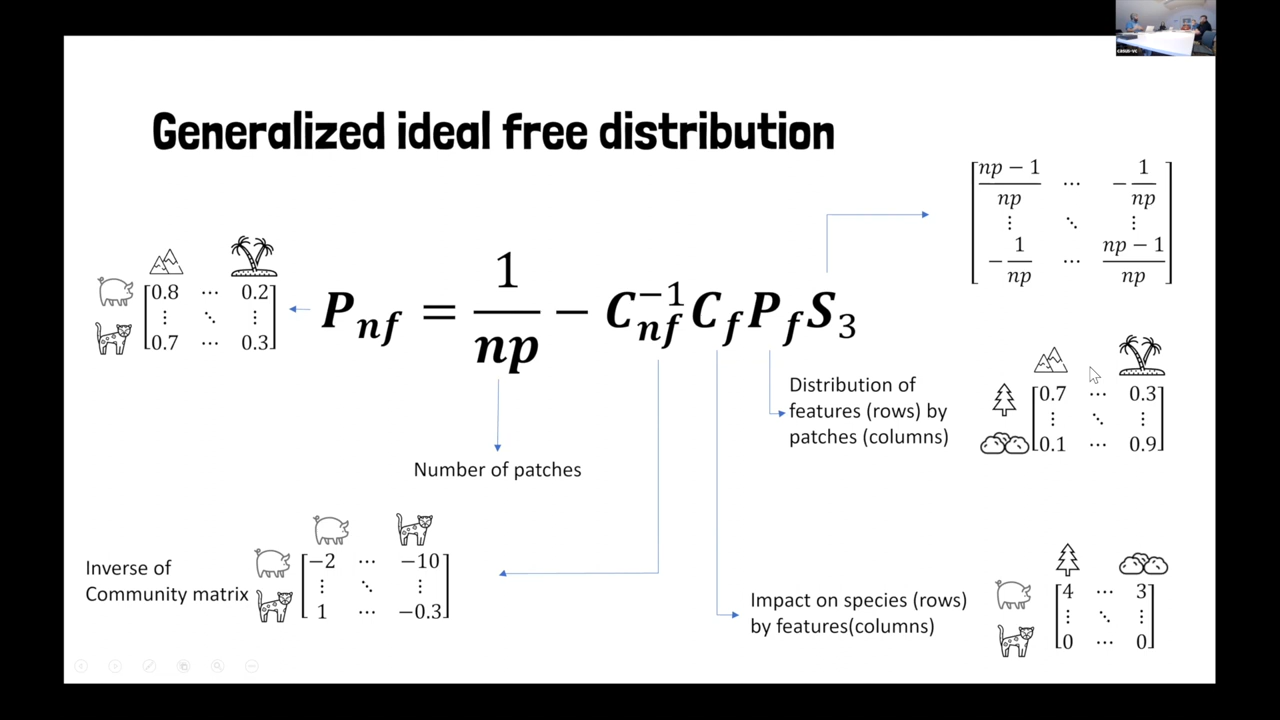 Generalized ideal free distribution
[np − 1 / np ⋯ − 1 / np]
[⋮ ⋱ ⋮]
[− 1 / np ⋯ np − 1 / np]
[0.8 ⋯ 0.2]
[⋮ ⋱ ⋮]
[0.7 ⋯ 0.3]
P_nf = 1 / np − C_nf^−1 C_f P_f S_3
Distribution of
features (rows) by
patches (columns)
[0.7 ⋯ 0.3]
[⋮ ⋱ ⋮]
[0.1 ⋯ 0.9]
Number of patches
Inverse of
Community matrix
[−2 ⋯ −10]
[⋮ ⋱ ⋮]
[1 ⋯ −0.3]
Impact on species (rows)
by features(columns)
[4 ⋯ 3]
[⋮ ⋱ ⋮]
[0 ⋯ 0]